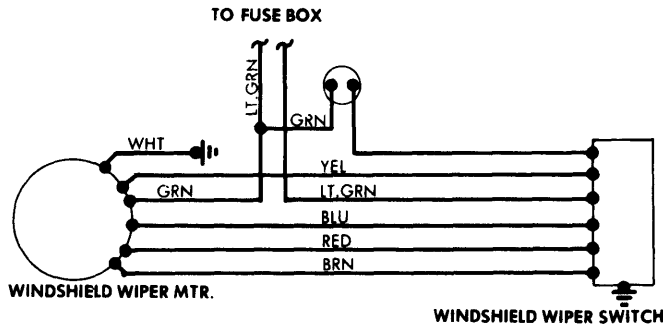 TO FUSE BOX
LT.GRN
GRN
WHT
YEL
GRN
LT.GRN
BLU
RED
BRN
WINDSHIELD WIPER MTR.
WINDSHIELD WIPER SWITCH